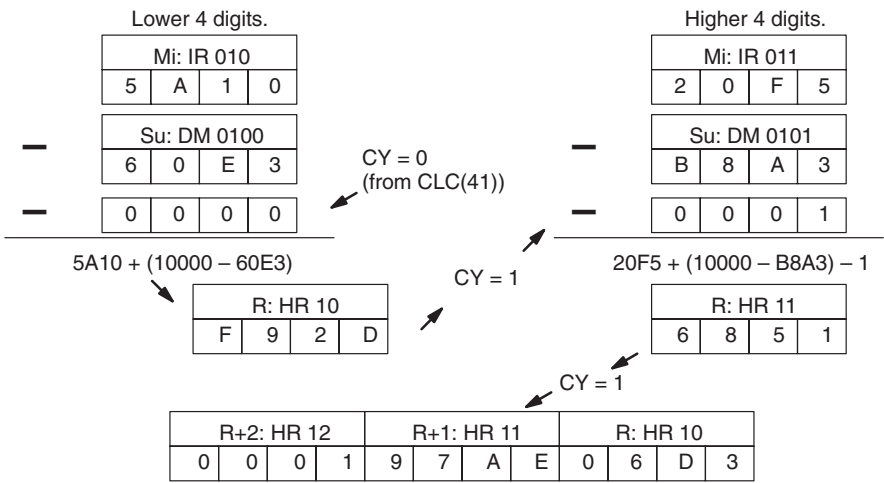 Lower 4 digits.
Mi: IR 010
5 A 1 0
Su: DM 0100
– 6 0 E 3
CY = 0
(from CLC(41))
– 0 0 0 0
5A10 + (10000 – 60E3)
R: HR 10
F 9 2 D
CY = 1
Higher 4 digits.
Mi: IR 011
2 0 F 5
Su: DM 0101
– B 8 A 3
– 0 0 0 1
20F5 + (10000 – B8A3) – 1
R: HR 11
6 8 5 1
CY = 1
R+2: HR 12 R+1: HR 11 R: HR 10
0 0 0 1 9 7 A E 0 6 D 3